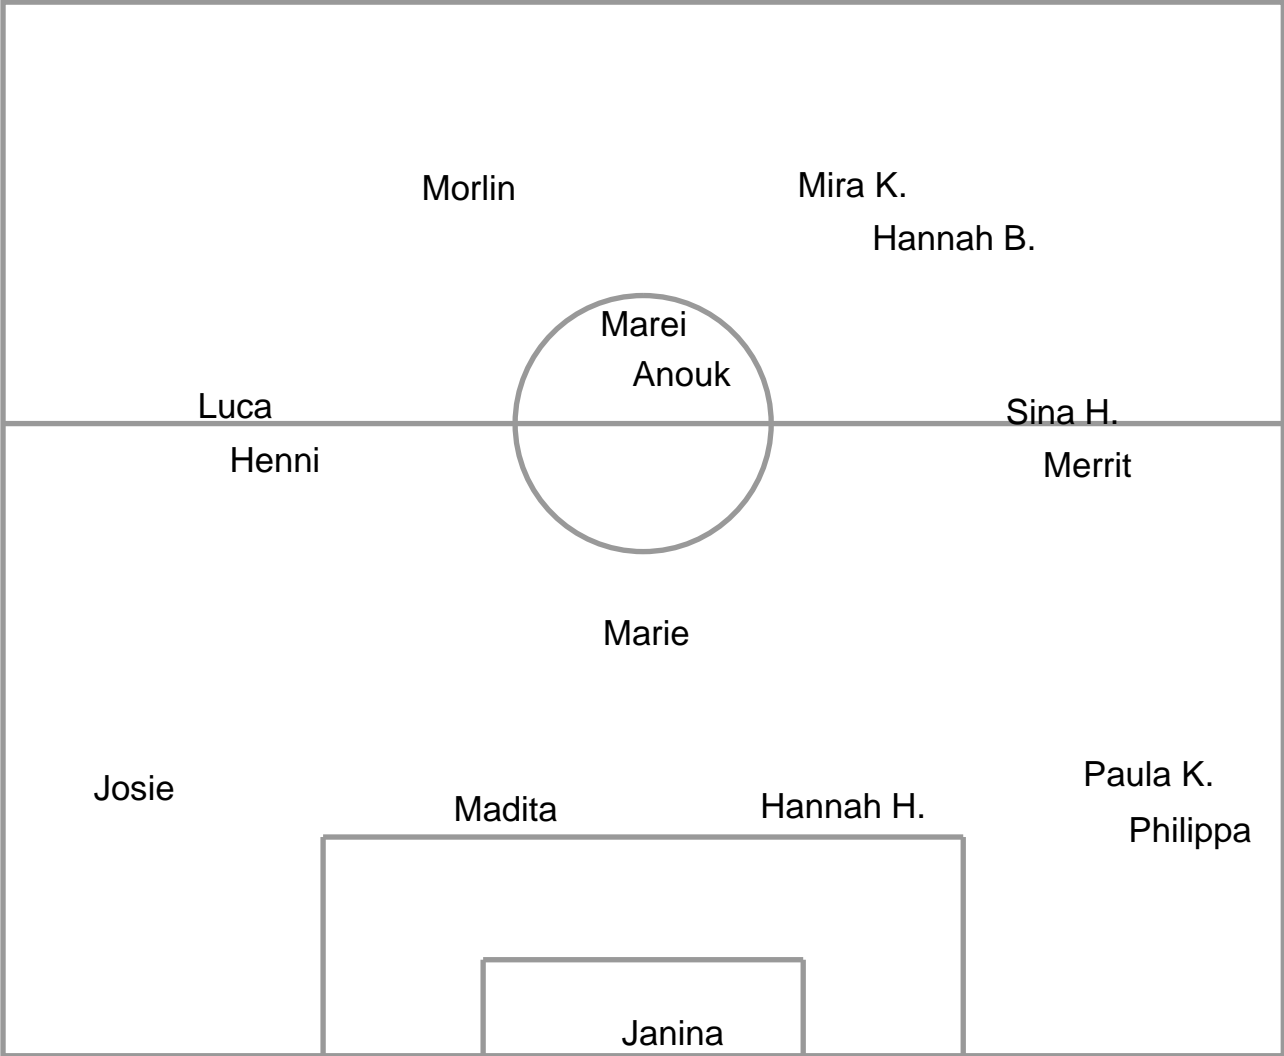 Morlin
Mira K.
Hannah B.
Marei
Anouk
Luca
Sina H.
Henni
Merrit
Marie
Josie
Madita
Hannah H.
Paula K.
Philippa
Janina